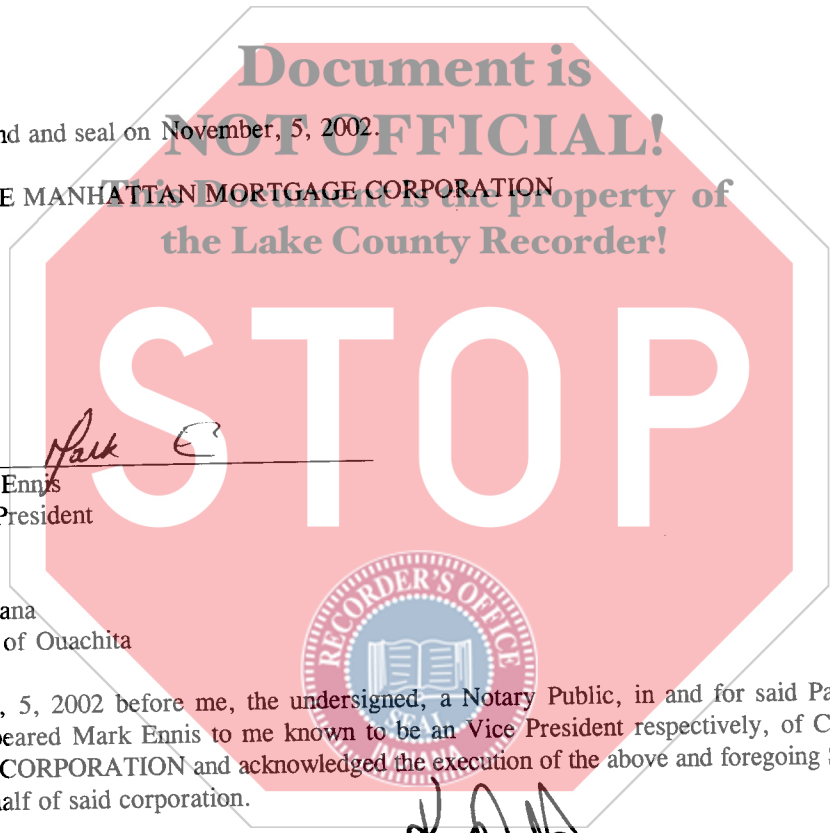 Document is
nd and seal on November, 5, 2002.
NOT OFFICIAL!
E MANHATTAN MORTGAGE CORPORATION
This Document is the property of
the Lake County Recorder!
STOP
Mark E
Ennis
President
RECORDER'S OFFICE
ana
of Ouachita
, 5, 2002 before me, the undersigned, a Notary Public, in and for said Pa
eared Mark Ennis to me known to be an Vice President respectively, of C
SEAL
INDIANA
CORPORATION and acknowledged the execution of the above and foregoing
alf of said corporation.